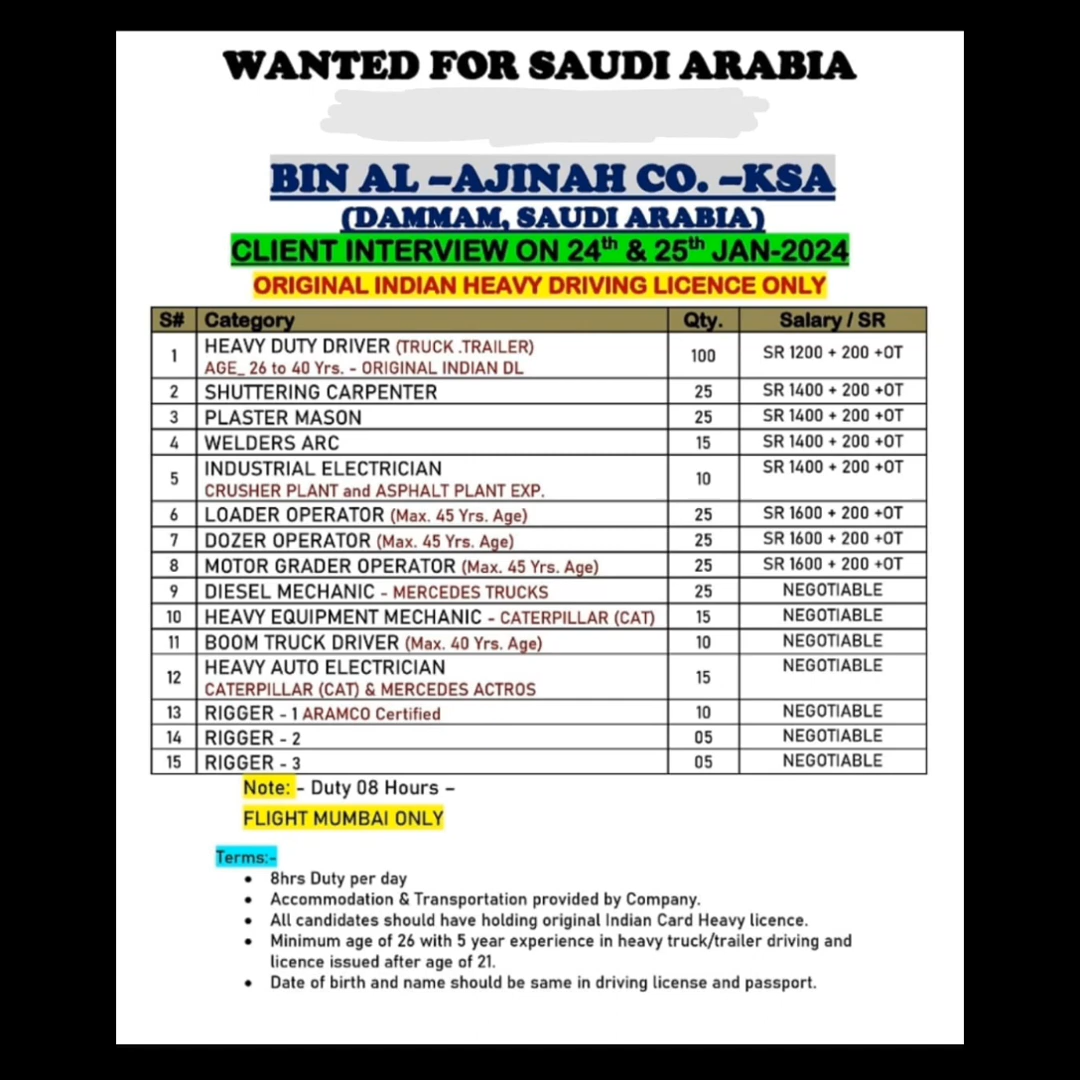 WANTED FOR SAUDI ARABIA
BIN AL –AJINAH CO. –KSA
(DAMMAM, SAUDI ARABIA)
CLIENT INTERVIEW ON 24th & 25th JAN-2024
ORIGINAL INDIAN HEAVY DRIVING LICENCE ONLY
S# Category Qty. Salary / SR
1 HEAVY DUTY DRIVER (TRUCK .TRAILER) 100 SR 1200 + 200 +OT
AGE_ 26 to 40 Yrs. - ORIGINAL INDIAN DL
2 SHUTTERING CARPENTER 25 SR 1400 + 200 +OT
3 PLASTER MASON 25 SR 1400 + 200 +OT
4 WELDERS ARC 15 SR 1400 + 200 +OT
5 INDUSTRIAL ELECTRICIAN 10 SR 1400 + 200 +OT
CRUSHER PLANT and ASPHALT PLANT EXP.
6 LOADER OPERATOR (Max. 45 Yrs. Age) 25 SR 1600 + 200 +OT
7 DOZER OPERATOR (Max. 45 Yrs. Age) 25 SR 1600 + 200 +OT
8 MOTOR GRADER OPERATOR (Max. 45 Yrs. Age) 25 SR 1600 + 200 +OT
9 DIESEL MECHANIC - MERCEDES TRUCKS 25 NEGOTIABLE
10 HEAVY EQUIPMENT MECHANIC - CATERPILLAR (CAT) 15 NEGOTIABLE
11 BOOM TRUCK DRIVER (Max. 40 Yrs. Age) 10 NEGOTIABLE
12 HEAVY AUTO ELECTRICIAN 15 NEGOTIABLE
CATERPILLAR (CAT) & MERCEDES ACTROS
13 RIGGER - 1 ARAMCO Certified 10 NEGOTIABLE
14 RIGGER - 2 05 NEGOTIABLE
15 RIGGER - 3 05 NEGOTIABLE
Note: - Duty 08 Hours –
FLIGHT MUMBAI ONLY
Terms:-
• 8hrs Duty per day
• Accommodation & Transportation provided by Company.
• All candidates should have holding original Indian Card Heavy licence.
• Minimum age of 26 with 5 year experience in heavy truck/trailer driving and
licence issued after age of 21.
• Date of birth and name should be same in driving license and passport.